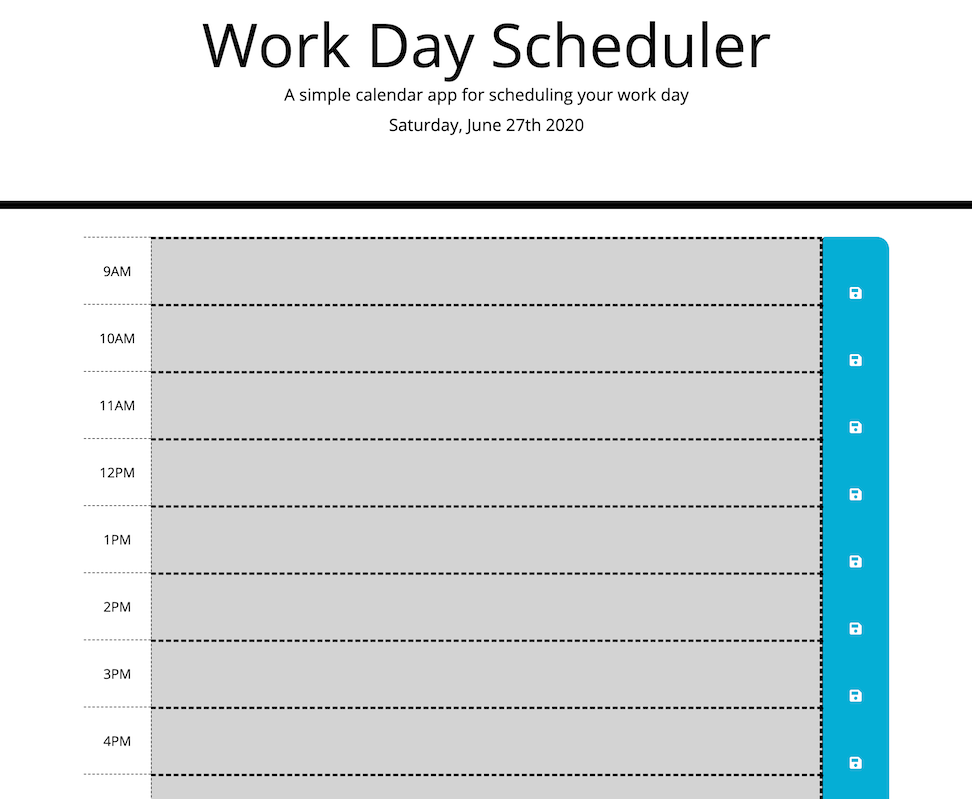 Work Day Scheduler
A simple calendar app for scheduling your work day
Saturday, June 27th 2020
9AM
10AM
11AM
12PM
1PM
2PM
3PM
4PM